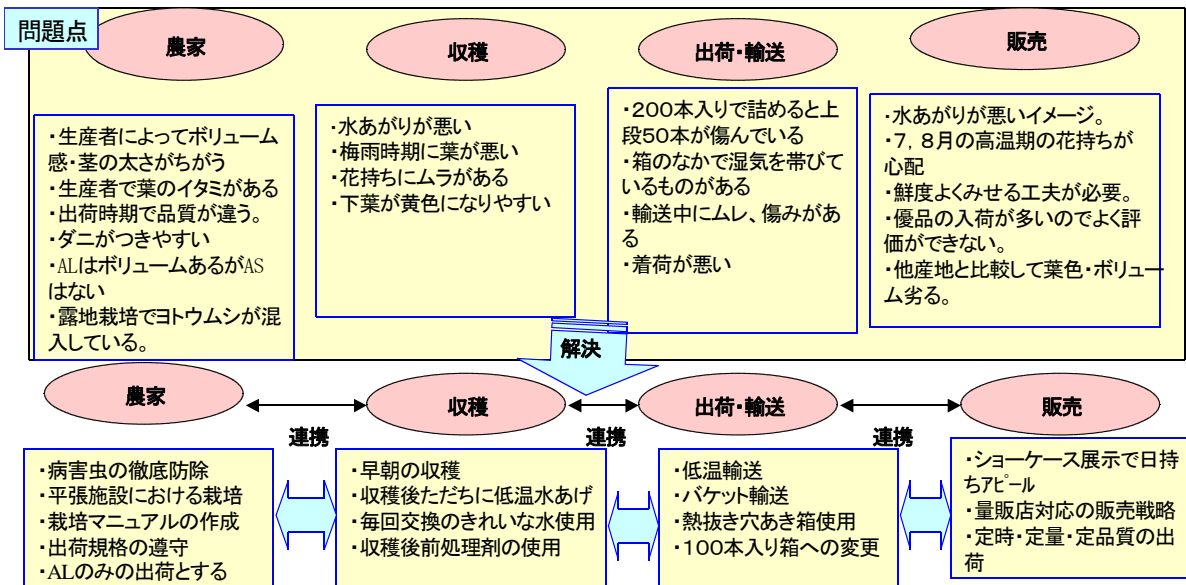 問題点
農家
収穫
出荷・輸送
販売
・生産者によってボリューム
感・茎の太さがちがう
・生産者で葉のイタミがある
・出荷時期で品質が違う。
・ダニがつきやすい
・ALはボリュームあるがAS
はない
・露地栽培でヨトウムシが混
入している。
・水あがりが悪い
・梅雨時期に葉が悪い
・花持ちにムラがある
・下葉が黄色になりやすい
・200本入りで詰めると上
段50本が傷んでいる
・箱のなかで湿気を帯びて
いるものがある
・輸送中にムレ、傷みがあ
る
・着荷が悪い
・水あがりが悪いイメージ。
・7,8月の高温期の花持ちが
心配
・鮮度よくみせる工夫が必要。
・優品の入荷が多いのでよく評
価ができない。
・他産地と比較して葉色・ボリュー
ム劣る。
解決
農家
収穫
出荷・輸送
販売
連携
連携
連携
・病害虫の徹底防除
・平張施設における栽培
・栽培マニュアルの作成
・出荷規格の遵守
・ALのみの出荷とする
・早朝の収穫
・収穫後ただちに低温水あげ
・毎回交換のきれいな水使用
・収穫後前処理剤の使用
・低温輸送
・バケット輸送
・熱抜き穴あき箱使用
・100本入り箱への変更
・ショーケース展示で日持
ちアピール
・量販店対応の販売戦略
・定時・定量・定品質の出
荷